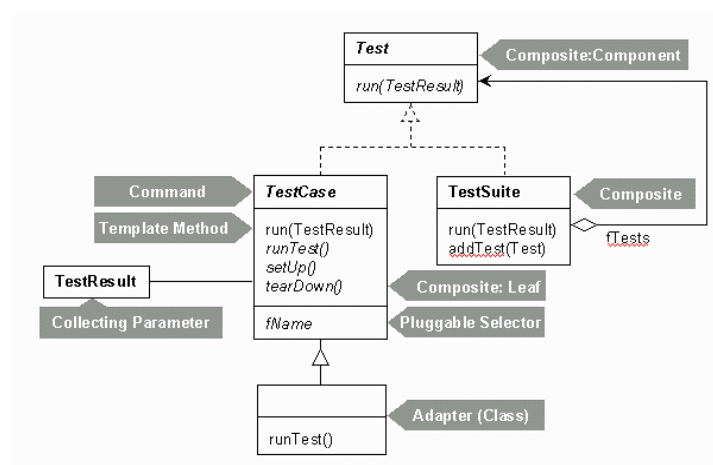 Test
Composite:Component
run(TestResult)
Command
TestCase
TestSuite
Composite
Template Method
run(TestResult)
runTest()
setUp()
tearDown()
run(TestResult)
addTest(Test)
fTests
TestResult
Composite: Leaf
Collecting Parameter
fName
Pluggable Selector
Adapter (Class)
runTest()